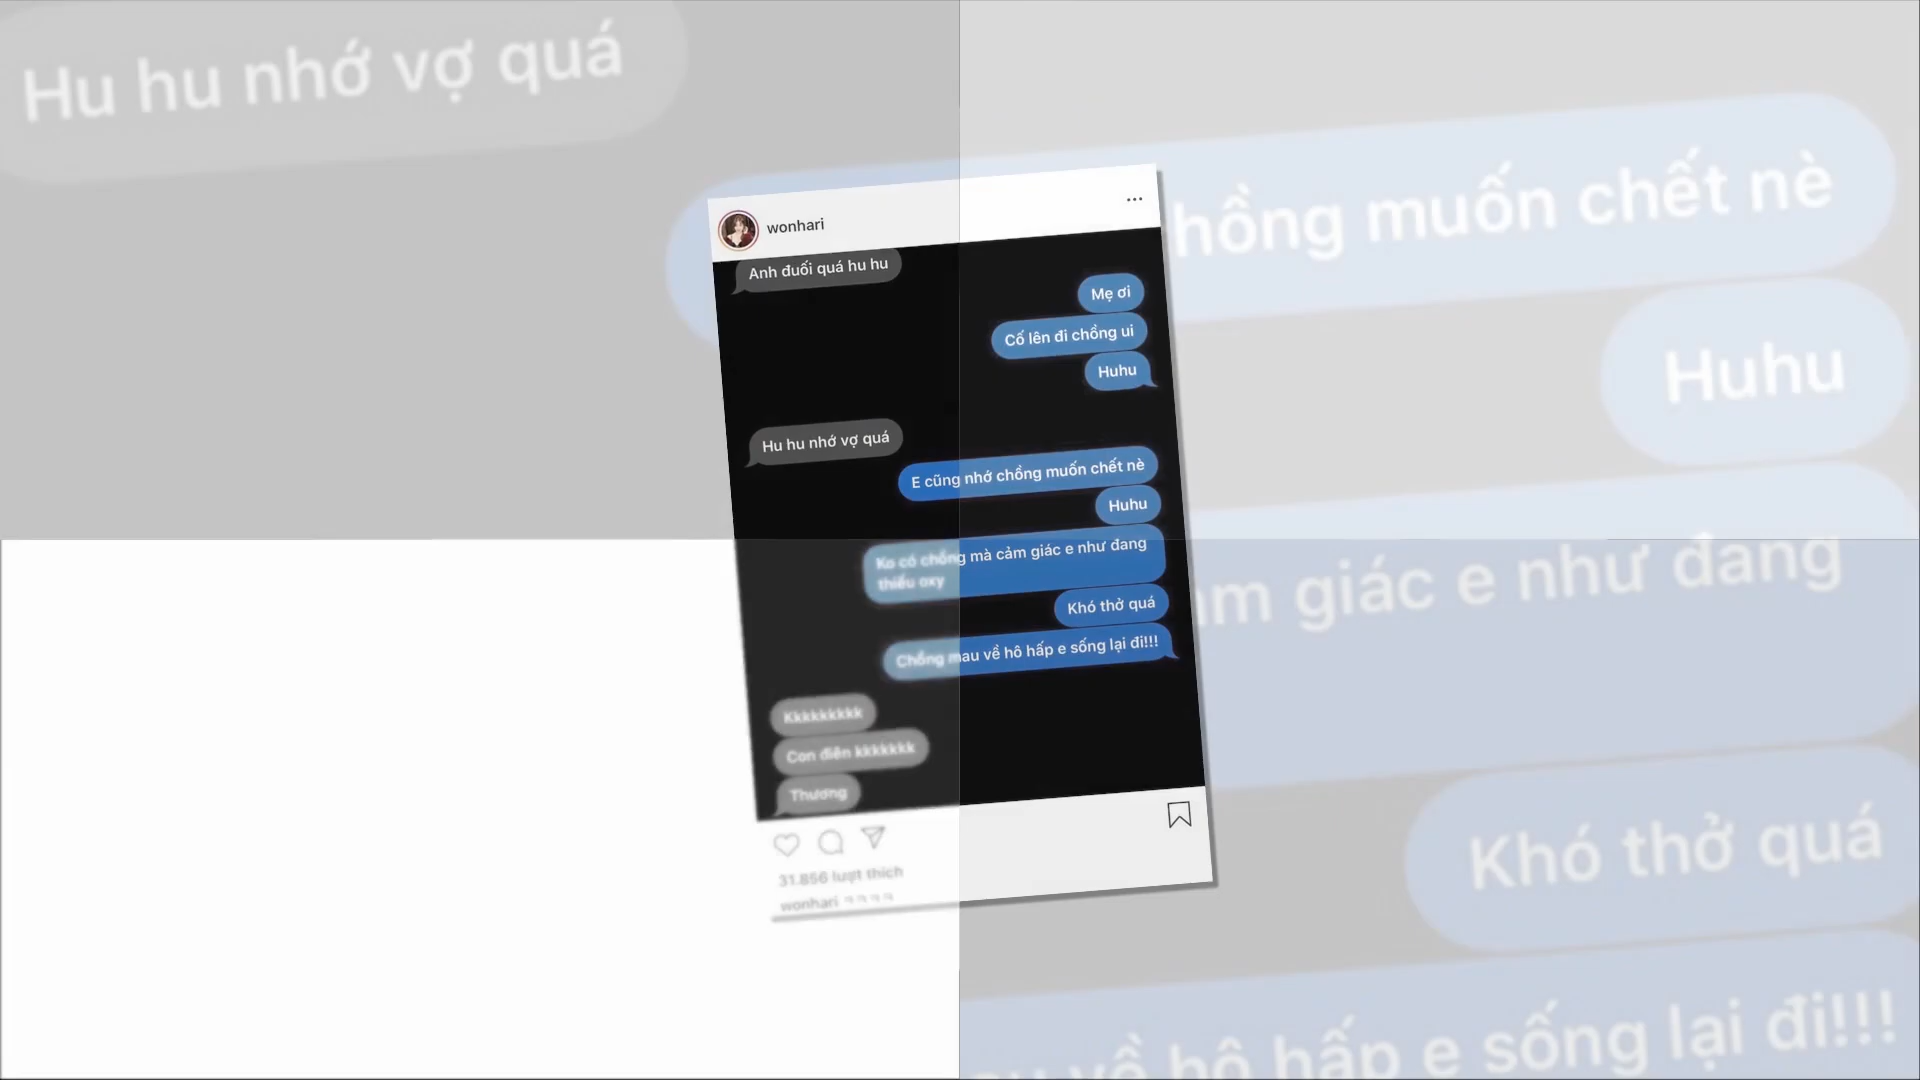 Hu hu nhớ vợ quá
hồng muốn chết nè
Huhu
giác e như đang
Khó thở quá
về hô hấp e sống lại đi!!!
wonhari
Anh đuối quá hu hu
Mẹ ơi
Cố lên đi chồng ui
Huhu
Hu hu nhớ vợ quá
E cũng nhớ chồng muốn chết nè
Huhu
Ko có chồng mà cảm giác e như đang
thiếu oxy
Khó thở quá
Chồng mau về hô hấp e sống lại đi!!!
Kkkkkkkkk
Con điên kkkkkkk
Thương
31.856 lượt thích
wonhari ㅋㅋㅋㅋ